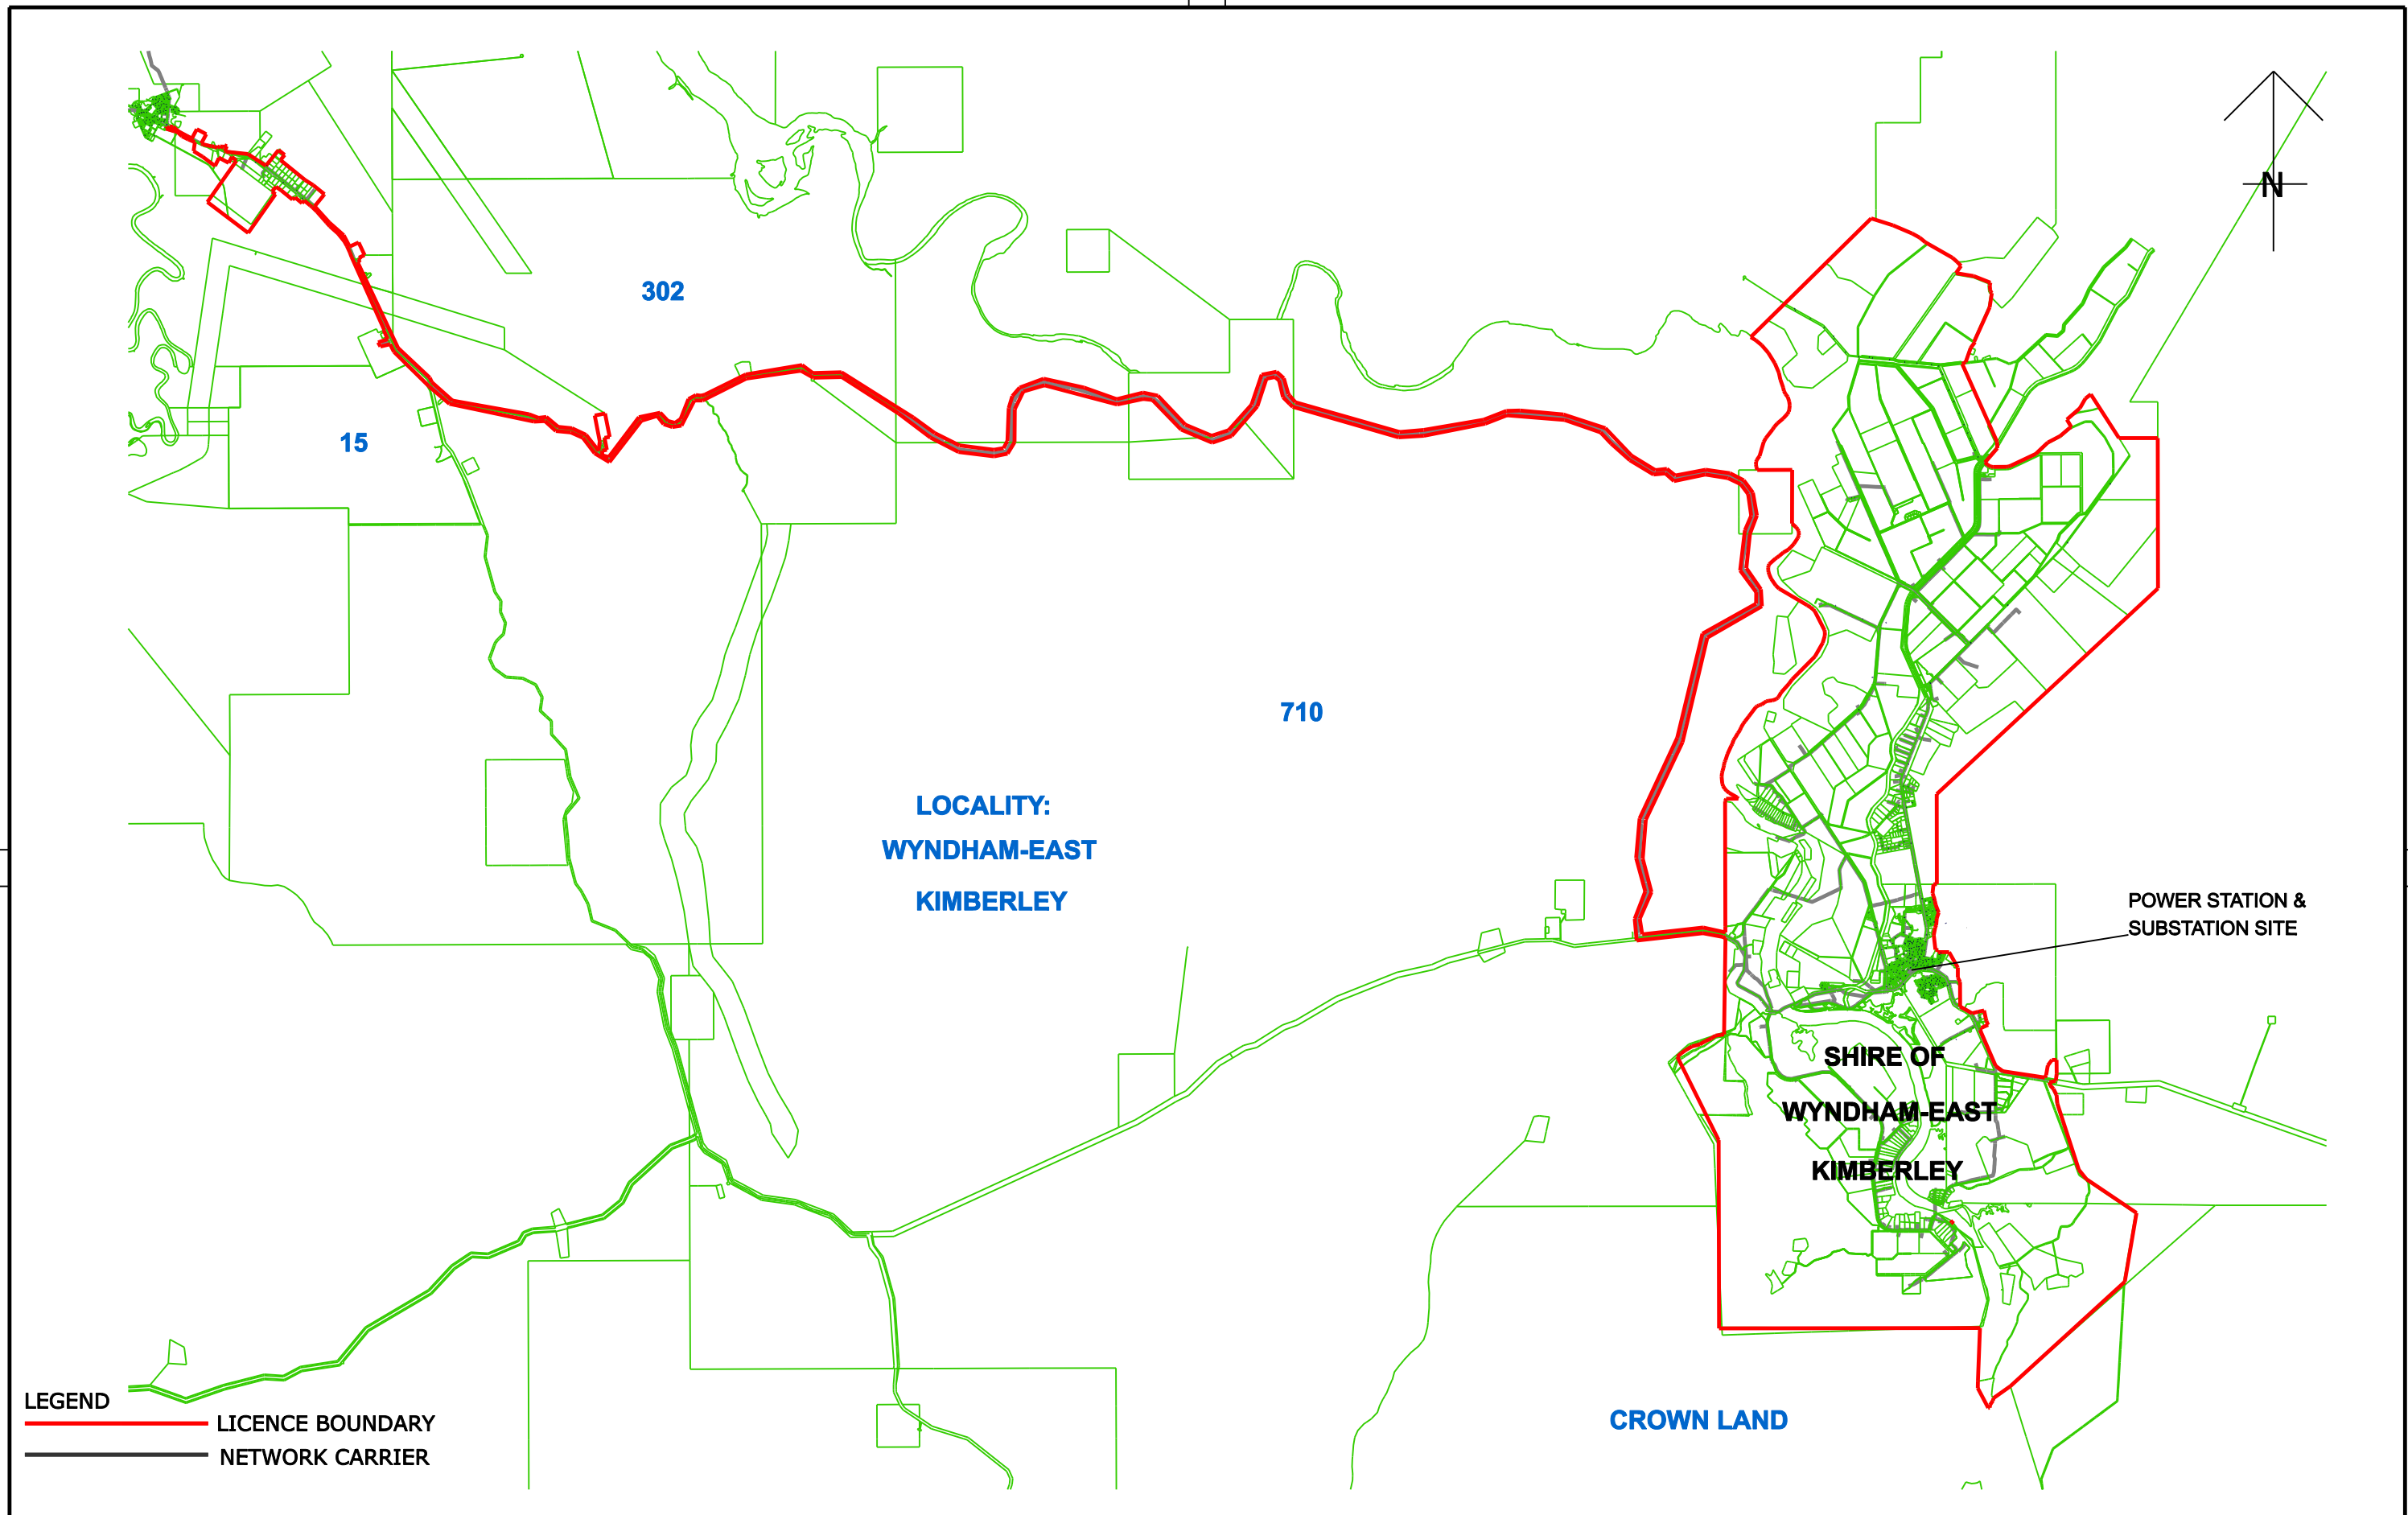 N
302
15
710
LOCALITY:
WYNDHAM-EAST
KIMBERLEY
POWER STATION &
SUBSTATION SITE
SHIRE OF
WYNDHAM-EAST
KIMBERLEY
CROWN LAND
LEGEND
LICENCE BOUNDARY
NETWORK CARRIER